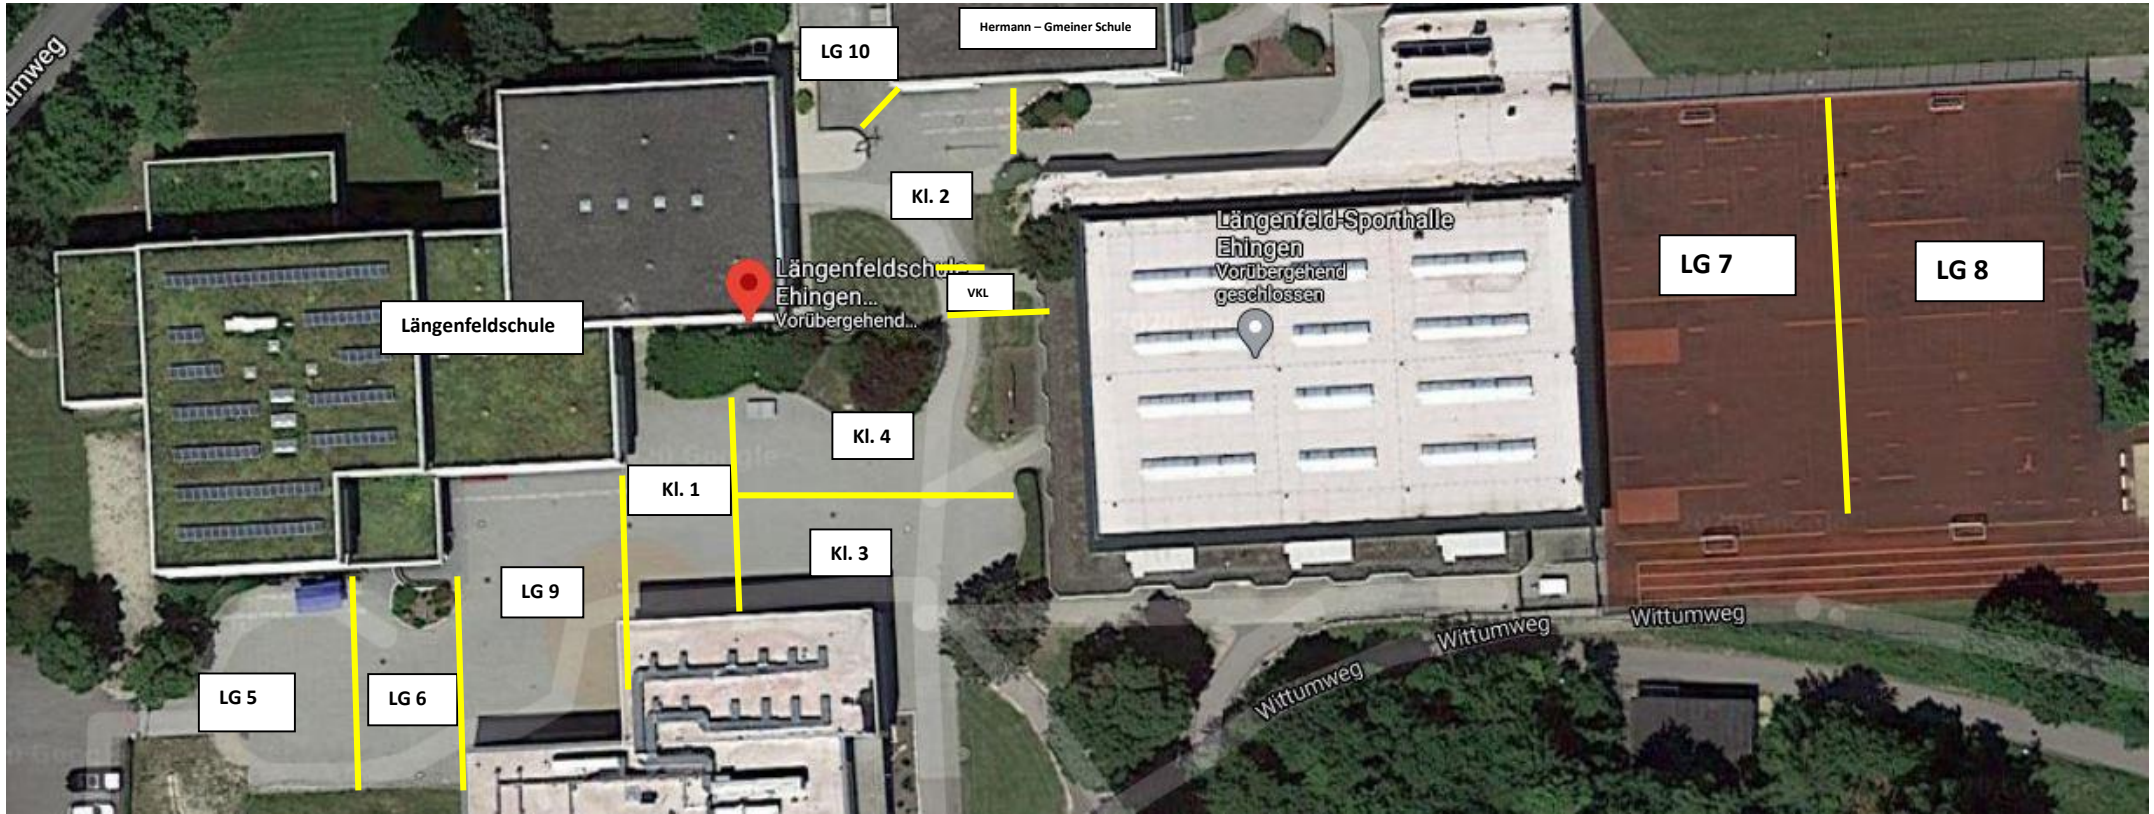 Hermann – Gmeiner Schule
LG 10
umweg
Kl. 2
Längenfeld-Sporthalle
Ehingen
Vorübergehend
geschlossen
LG 7
LG 8
Längenfeldschule
Ehingen...
Vorübergehend...
VKL
Längenfeldschule
Kl. 4
Google
Kl. 1
Kl. 3
LG 9
Wittumweg
Wittumweg
Wittumweg
LG 5
LG 6